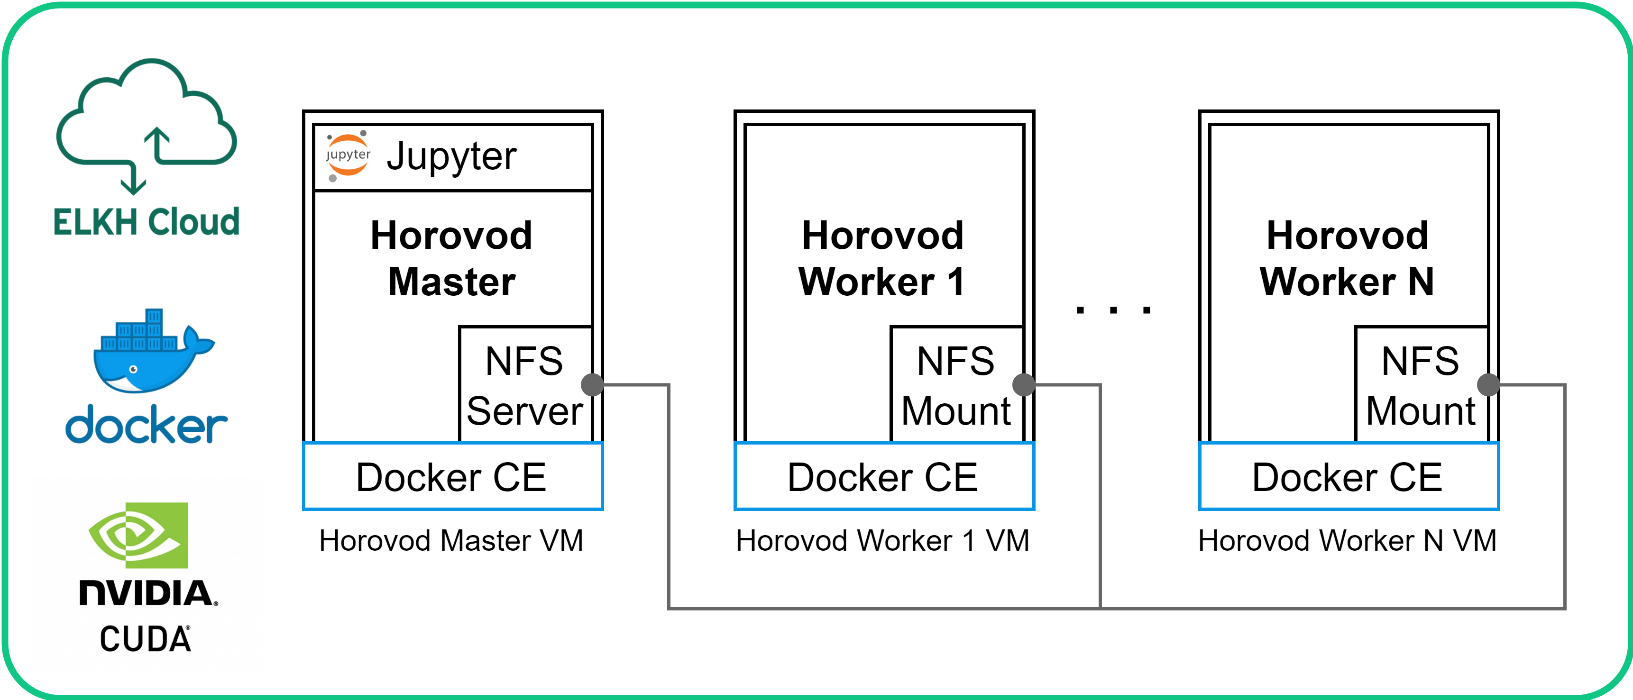 ELKH Cloud
docker
NVIDIA.
CUDA®
jupyter
Jupyter
Horovod
Master
NFS
Server
Docker CE
Horovod Master VM
Horovod
Worker 1
NFS
Mount
Docker CE
Horovod Worker 1 VM
. . .
Horovod
Worker N
NFS
Mount
Docker CE
Horovod Worker N VM